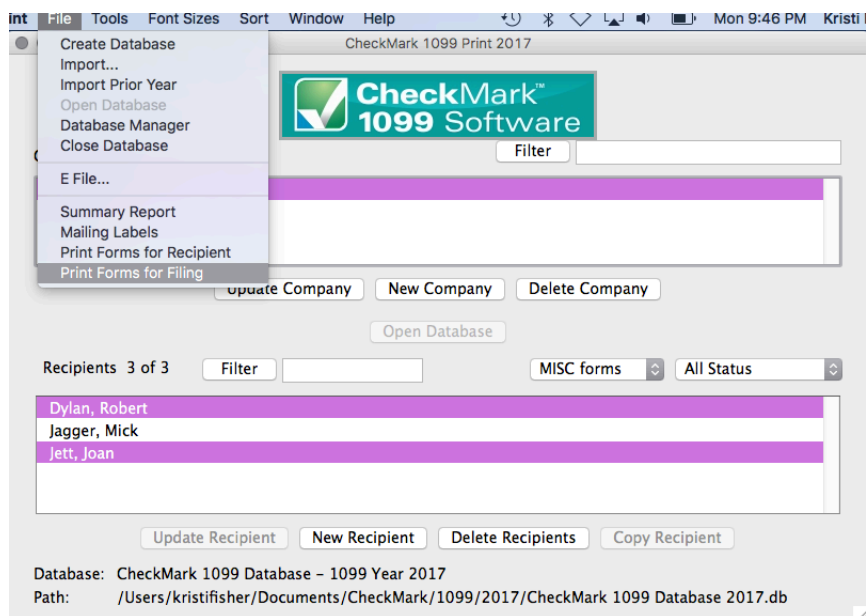 int File Tools Font Sizes Sort Window Help Mon 9:46 PM Kristi
CheckMark 1099 Print 2017
Create Database
Import...
Import Prior Year
Open Database
Database Manager
Close Database
E File...
Summary Report
Mailing Labels
Print Forms for Recipient
Print Forms for Filing
CheckMark™
1099 Software
Filter
Update Company New Company Delete Company
Open Database
Recipients 3 of 3 Filter MISC forms All Status
Dylan, Robert
Jagger, Mick
Jett, Joan
Update Recipient New Recipient Delete Recipients Copy Recipient
Database: CheckMark 1099 Database - 1099 Year 2017
Path: /Users/kristifisher/Documents/CheckMark/1099/2017/CheckMark 1099 Database 2017.db